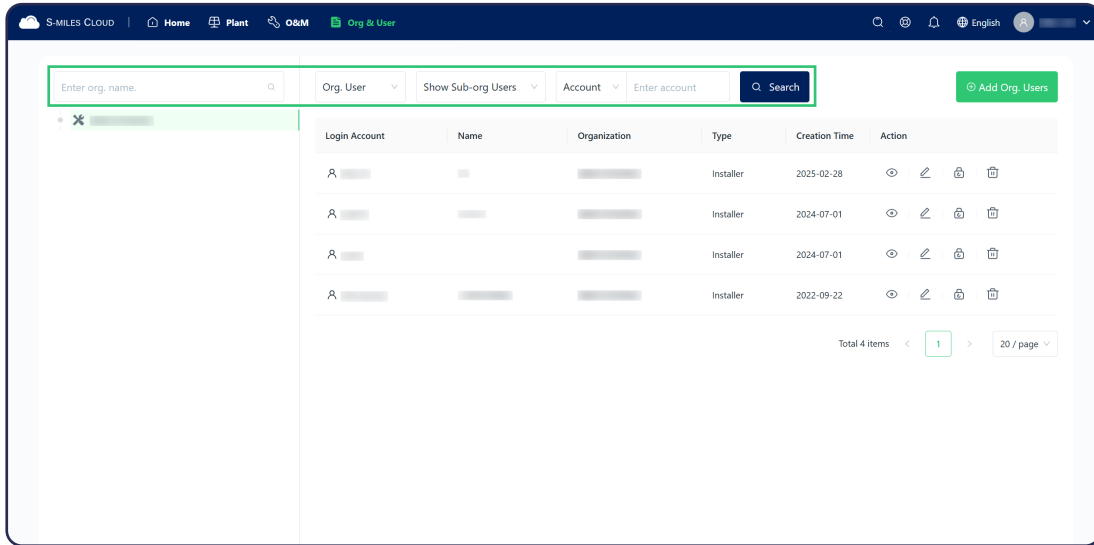 S-MILES CLOUD | Home Plant O&M Org & User English A
Enter org. name. Org. User Show Sub-org Users Account Enter account Search Add Org. Users
Login Account Name Organization Type Creation Time Action
Installer 2025-02-28
Installer 2024-07-01
Installer 2024-07-01
Installer 2022-09-22
Total 4 items < 1 > 20 / page